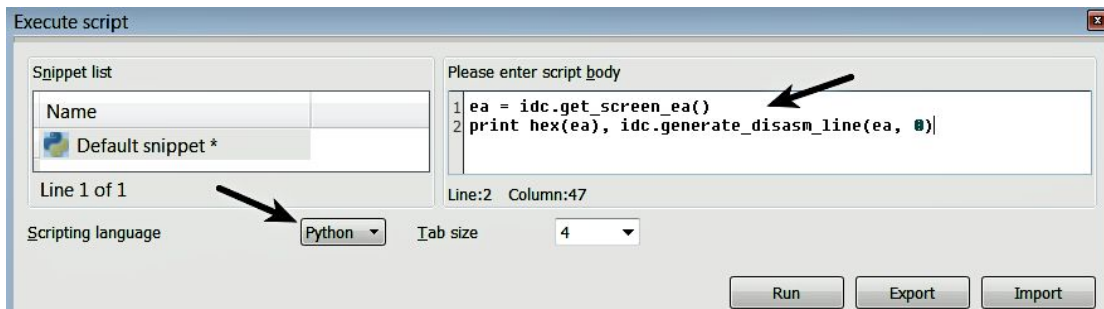 Execute script
Snippet list
Name
Default snippet *
Line 1 of 1
Please enter script body
1 ea = idc.get_screen_ea()
2 print hex(ea), idc.generate_disasm_line(ea, 0)
Line:2 Column:47
Scripting language Python Tab size 4
Run Export Import